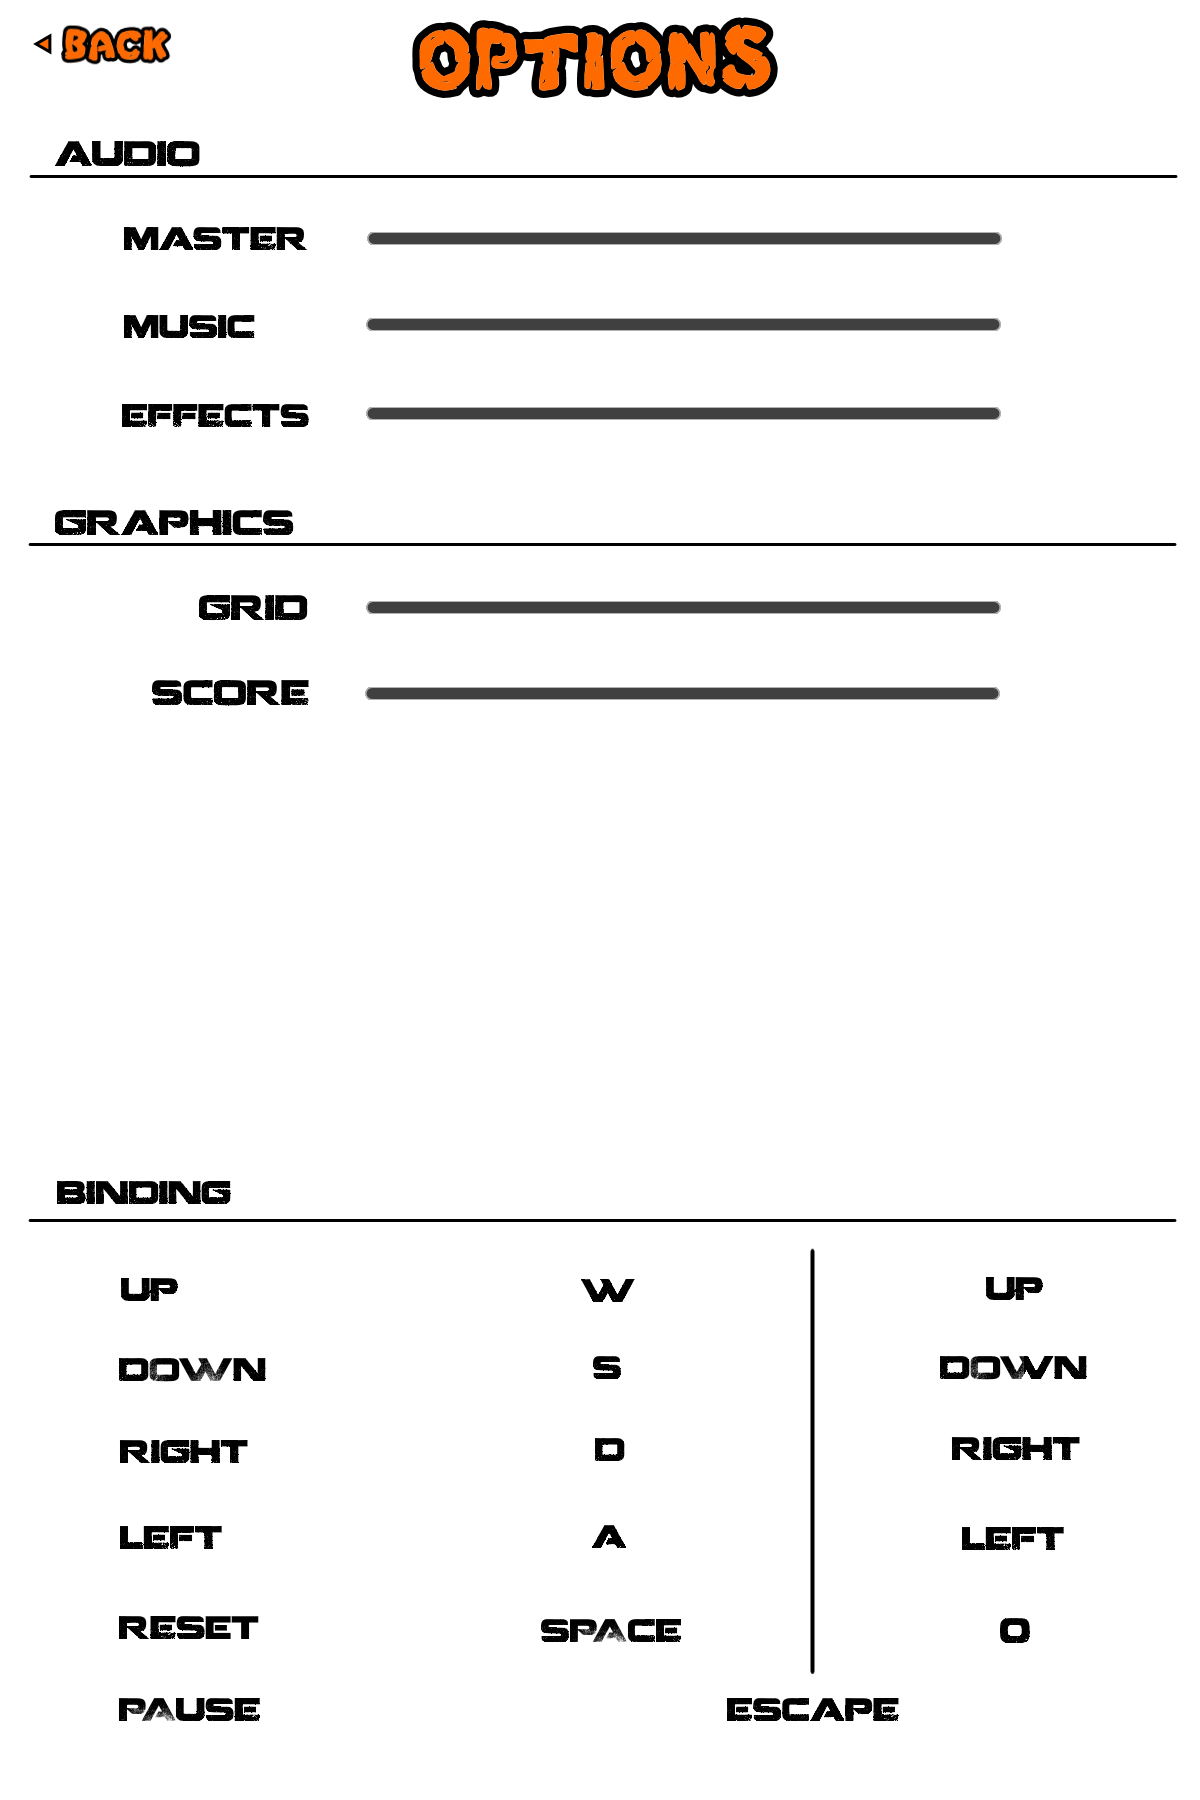 BACK
OPTIONS
AUDIO
MASTER
MUSIC
EFFECTS
GRAPHICS
GRID
SCORE
BINDING
UP W UP
DOWN S DOWN
RIGHT D RIGHT
LEFT A LEFT
RESET SPACE O
PAUSE ESCAPE